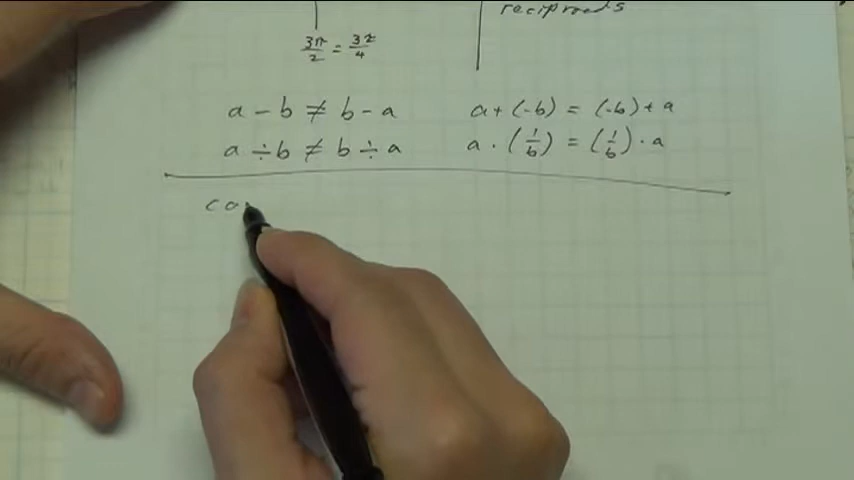 reciprocals
3π/2 = 3π/4
a - b ≠ b - a
a + (-b) = (-b) + a
a ÷ b ≠ b ÷ a
a · (1/b) = (1/b) · a
co